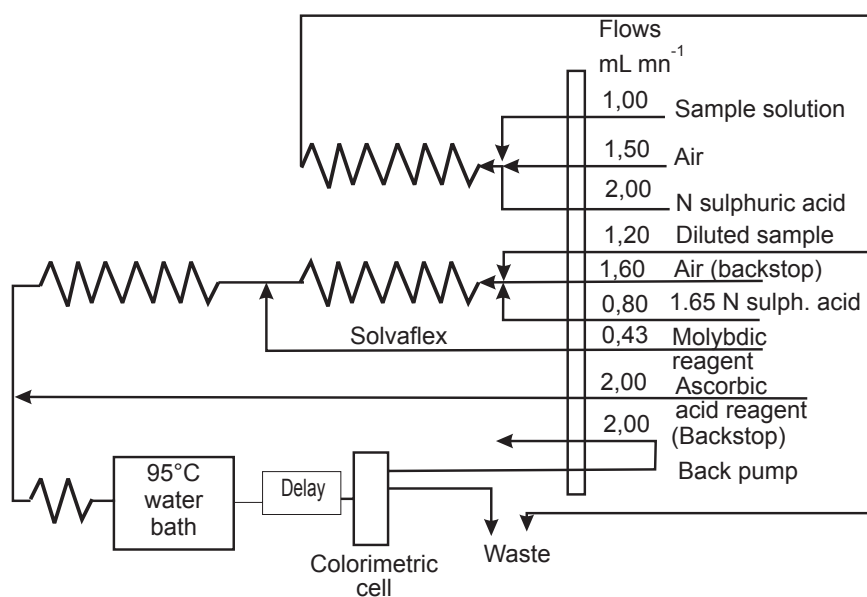 Flows
mL mn⁻¹
1,00 Sample solution
1,50 Air
2,00 N sulphuric acid
1,20 Diluted sample
1,60 Air (backstop)
0,80 1.65 N sulph. acid
Solvaflex 0,43 Molybdic
reagent
2,00 Ascorbic
acid reagent
2,00 (Backstop)
Back pump
95°C
water
bath
Delay
Colorimetric
cell
Waste